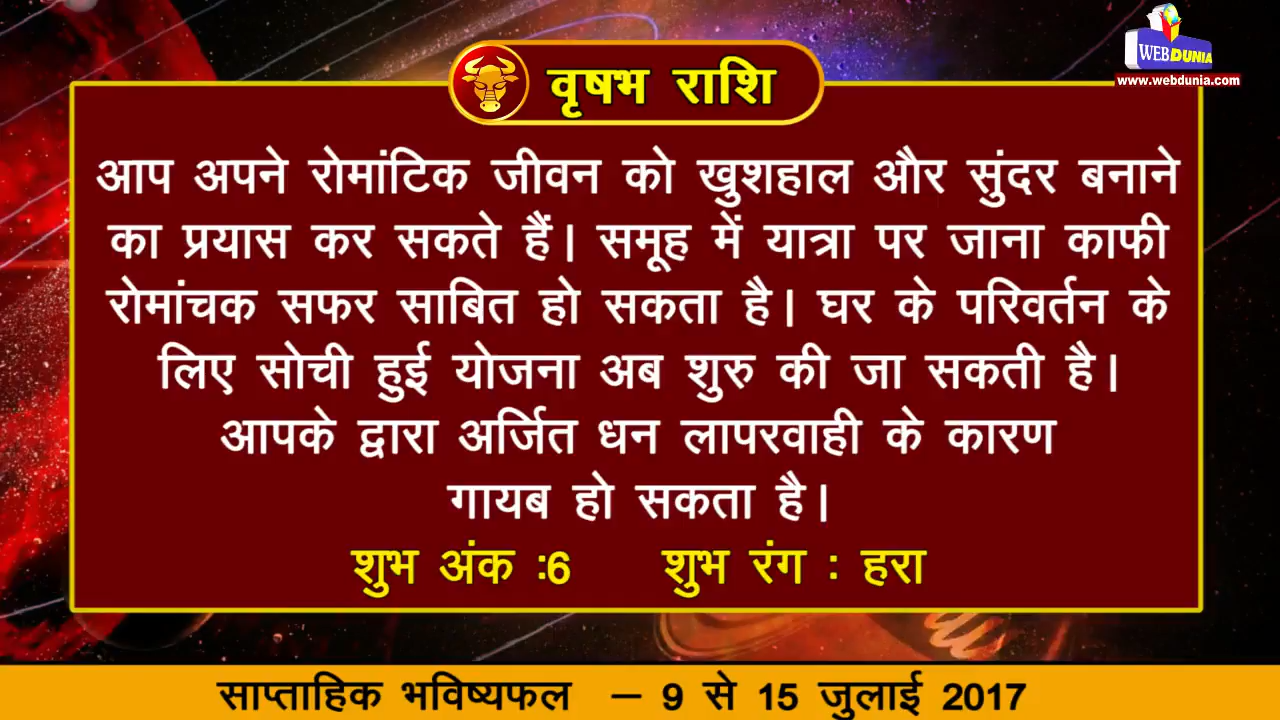 WEBDUNIA
www.webdunia.com
वृषभ राशि
आप अपने रोमांटिक जीवन को खुशहाल और सुंदर बनाने
का प्रयास कर सकते हैं। समूह में यात्रा पर जाना काफी
रोमांचक सफर साबित हो सकता है। घर के परिवर्तन के
लिए सोची हुई योजना अब शुरु की जा सकती है।
आपके द्वारा अर्जित धन लापरवाही के कारण
गायब हो सकता है।
शुभ अंक :6 शुभ रंग : हरा
साप्ताहिक भविष्यफल – 9 से 15 जुलाई 2017